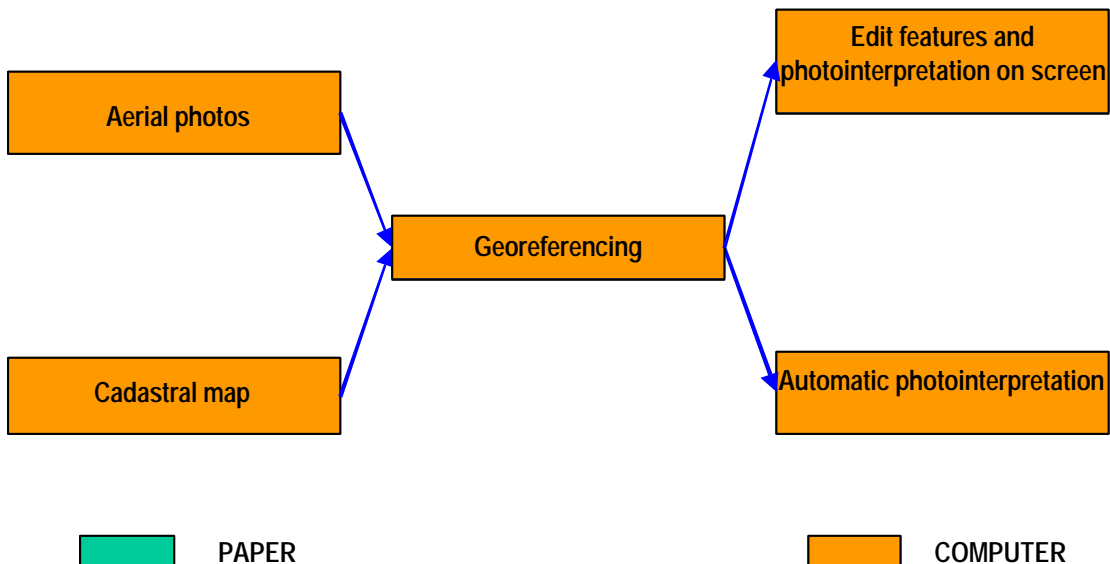 Edit features and
photointerpretation on screen
Aerial photos
Georeferencing
Cadastral map
Automatic photointerpretation
PAPER
COMPUTER